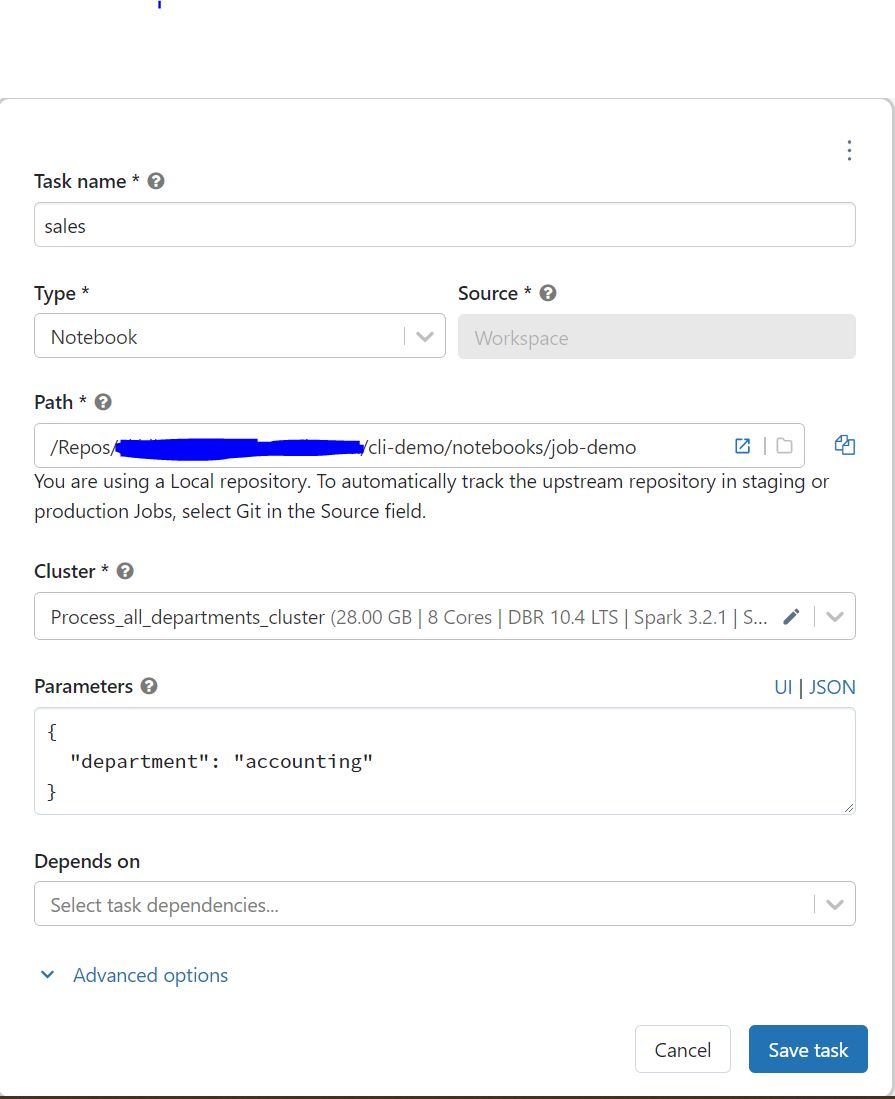 Task name *
sales
Type *
Source *
Notebook
Workspace
Path *
/Repos/ /cli-demo/notebooks/job-demo
You are using a Local repository. To automatically track the upstream repository in staging or
production Jobs, select Git in the Source field.
Cluster *
Process_all_departments_cluster (28.00 GB | 8 Cores | DBR 10.4 LTS | Spark 3.2.1 | S...
Parameters
UI | JSON
{
"department": "accounting"
}
Depends on
Select task dependencies...
Advanced options
Cancel
Save task